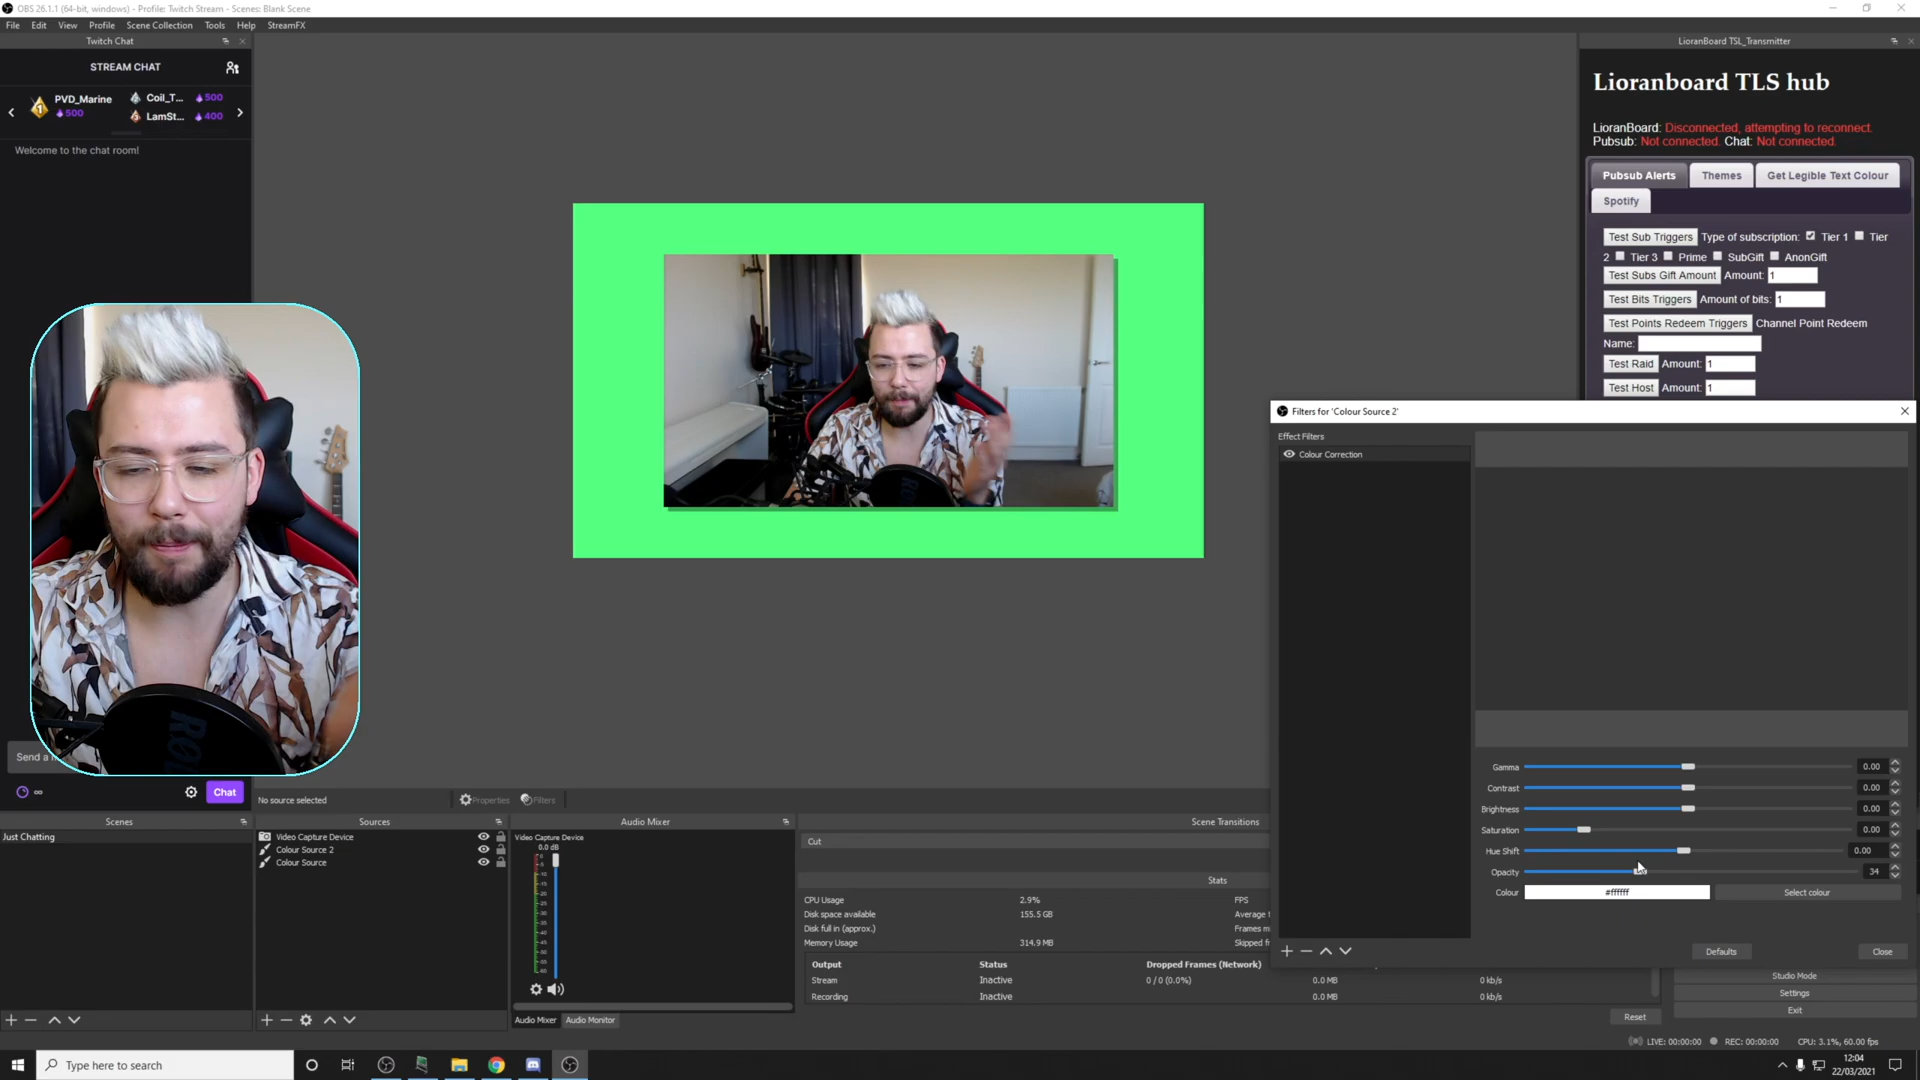 OBS 26.1.1 (64-bit, windows) - Profile: Twitch Stream - Scenes: Blank Scene
File Edit View Profile Scene Collection Tools Help StreamFX
Twitch Chat
STREAM CHAT
1 PVD_Marine 500
Coil_T... 500
LamSt... 400
Welcome to the chat room!
Send a
Chat
LioranBoard TSL_Transmitter
Lioranboard TLS hub
LioranBoard: Disconnected, attempting to reconnect.
Pubsub: Not connected. Chat: Not connected.
Pubsub Alerts Themes Get Legible Text Colour
Spotify
Test Sub Triggers Type of subscription: Tier 1 Tier
2 Tier 3 Prime SubGift AnonGift
Test Subs Gift Amount Amount: 1
Test Bits Triggers Amount of bits: 1
Test Points Redeem Triggers Channel Point Redeem
Name:
Test Raid Amount: 1
Test Host Amount: 1
Filters for 'Colour Source 2'
Effect Filters
Colour Correction
Gamma 0.00
Contrast 0.00
Brightness 0.00
Saturation 0.00
Hue Shift 0.00
Opacity 34
Colour #ffffff Select colour
Defaults Close
No source selected Properties Filters
Scenes
Just Chatting
Sources
Video Capture Device
Colour Source 2
Colour Source
Audio Mixer
Video Capture Device
0.0 dB
Audio Mixer Audio Monitor
Scene Transitions
Cut
Stats
CPU Usage 2.9% FPS
Disk space available 155.5 GB Average
Disk full in (approx.) Frames
Memory Usage 314.9 MB Skipped
Output Status Dropped Frames (Network)
Stream Inactive 0 / 0 (0.0%) 0.0 MB 0 kb/s
Recording Inactive 0.0 MB 0 kb/s
Reset
Studio Mode
Settings
Exit
LIVE: 00:00:00 REC: 00:00:00 CPU: 3.1%, 60.00 fps
Type here to search
12:04
22/03/2021